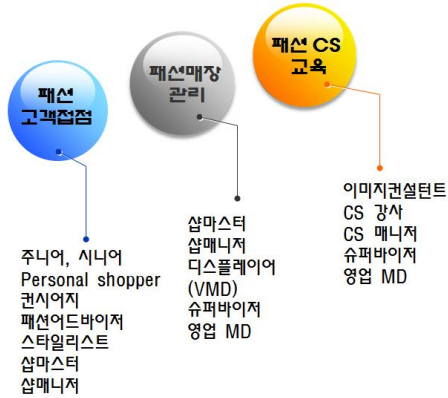 패션
고객접점
패션매장
관리
패션 CS
교육
주니어, 시니어
Personal shopper
컨시어지
패션어드바이저
스타일리스트
샵마스터
샵매니저
샵마스터
샵매니저
디스플레이어
(VMD)
슈퍼바이저
영업 MD
이미지컨설턴트
CS 강사
CS 매니저
슈퍼바이저
영업 MD